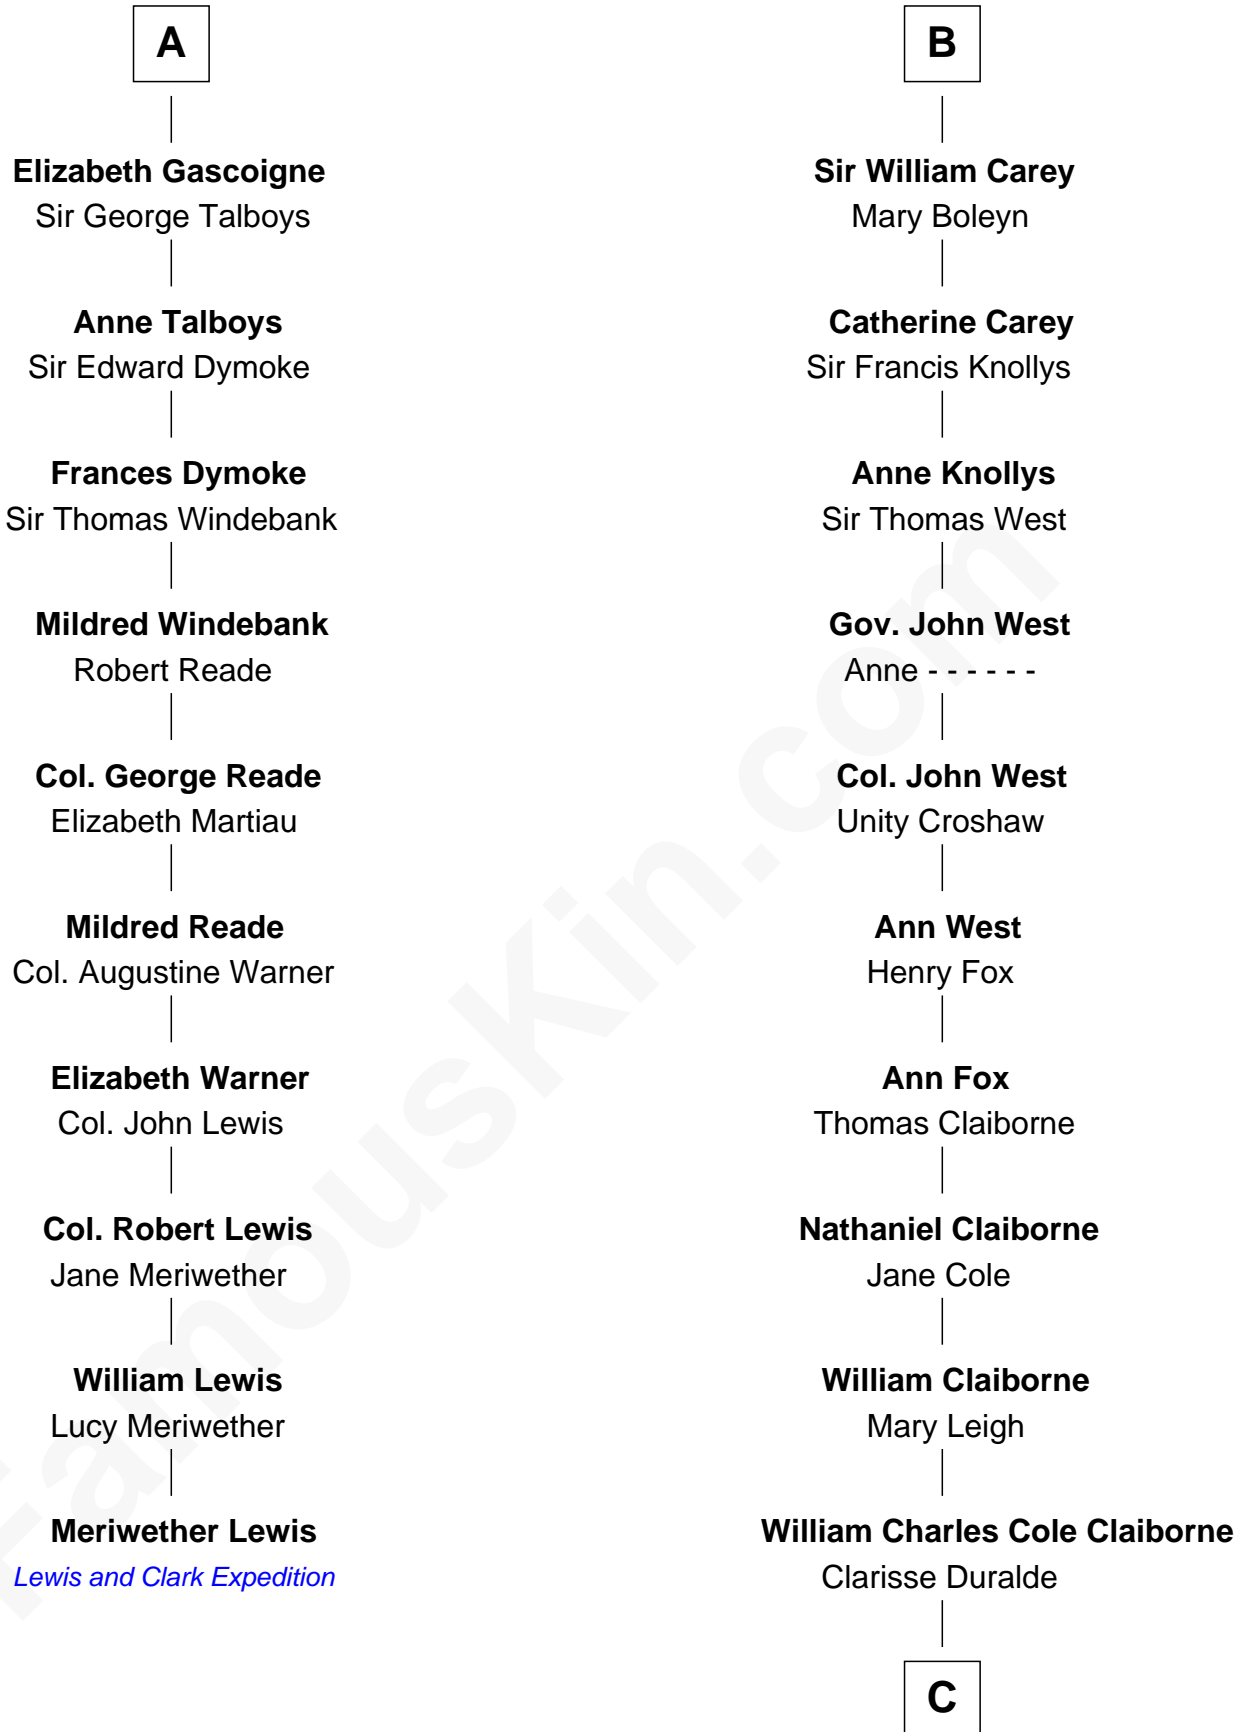 A
Elizabeth Gascoigne
Sir George Talboys
Anne Talboys
Sir Edward Dymoke
Frances Dymoke
Sir Thomas Windebank
Mildred Windebank
Robert Reade
Col. George Reade
Elizabeth Martiau
Mildred Reade
Col. Augustine Warner
Elizabeth Warner
Col. John Lewis
Col. Robert Lewis
Jane Meriwether
William Lewis
Lucy Meriwether
Meriwether Lewis
Lewis and Clark Expedition
B
Sir William Carey
Mary Boleyn
Catherine Carey
Sir Francis Knollys
Anne Knollys
Sir Thomas West
Gov. John West
Anne - - - - - -
Col. John West
Unity Croshaw
Ann West
Henry Fox
Ann Fox
Thomas Claiborne
Nathaniel Claiborne
Jane Cole
William Claiborne
Mary Leigh
William Charles Cole Claiborne
Clarisse Duralde
C
FamousKin.com